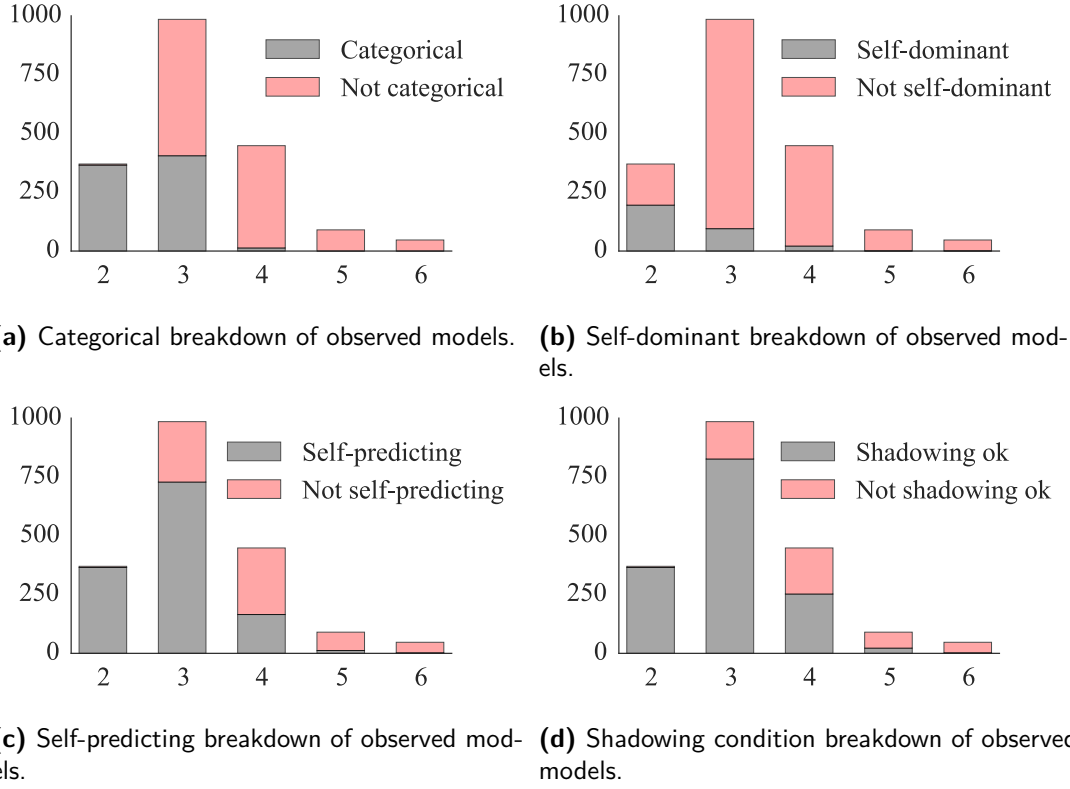 1000
750
500
250
0
2 3 4 5 6
Categorical
Not categorical
(a) Categorical breakdown of observed models.
1000
750
500
250
0
2 3 4 5 6
Self-dominant
Not self-dominant
(b) Self-dominant breakdown of observed mod-
els.
1000
750
500
250
0
2 3 4 5 6
Self-predicting
Not self-predicting
(c) Self-predicting breakdown of observed mod-
els.
1000
750
500
250
0
2 3 4 5 6
Shadowing ok
Not shadowing ok
(d) Shadowing condition breakdown of observed
models.